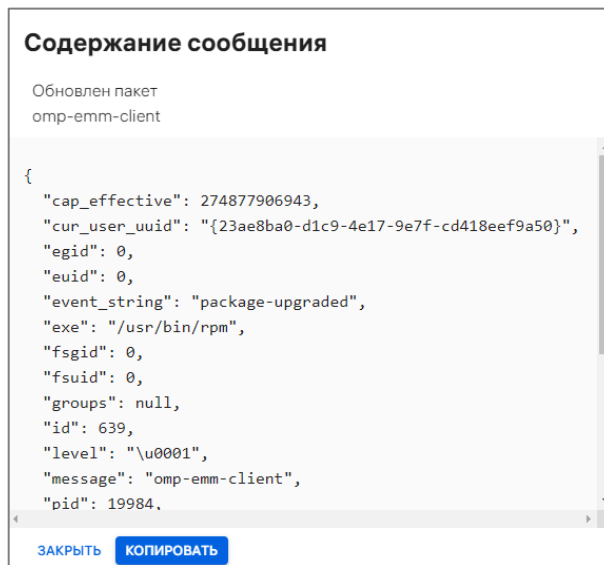 Содержание сообщения
Обновлен пакет
omp-emm-client
{
"cap_effective": 274877906943,
"cur_user_uuid": "{23ae8ba0-d1c9-4e17-9e7f-cd418eef9a50}",
"egid": 0,
"euid": 0,
"event_string": "package-upgraded",
"exe": "/usr/bin/rpm",
"fsgid": 0,
"fsuid": 0,
"groups": null,
"id": 639,
"level": "\u0001",
"message": "omp-emm-client",
"pid": 19984,
ЗАКРЫТЬ КОПИРОВАТЬ